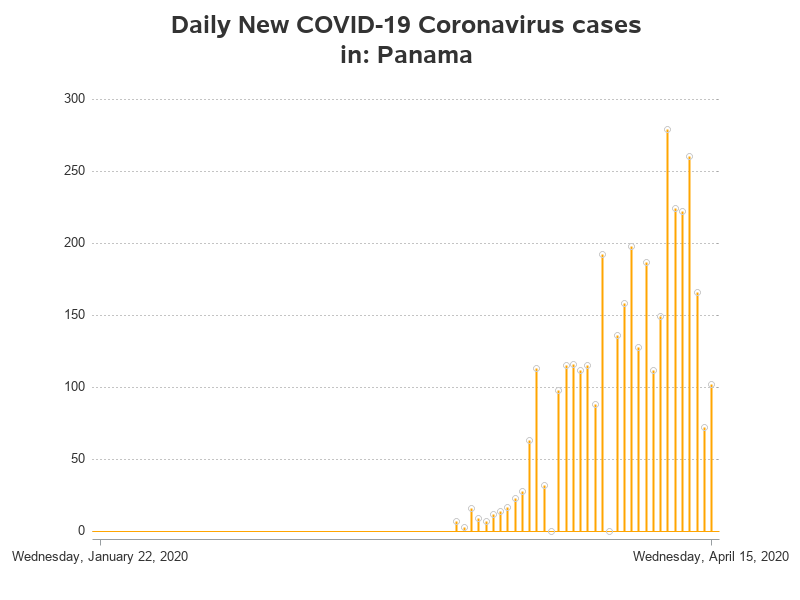 Daily New COVID-19 Coronavirus cases
in: Panama
300
250
200
150
100
50
0
Wednesday, January 22, 2020
Wednesday, April 15, 2020